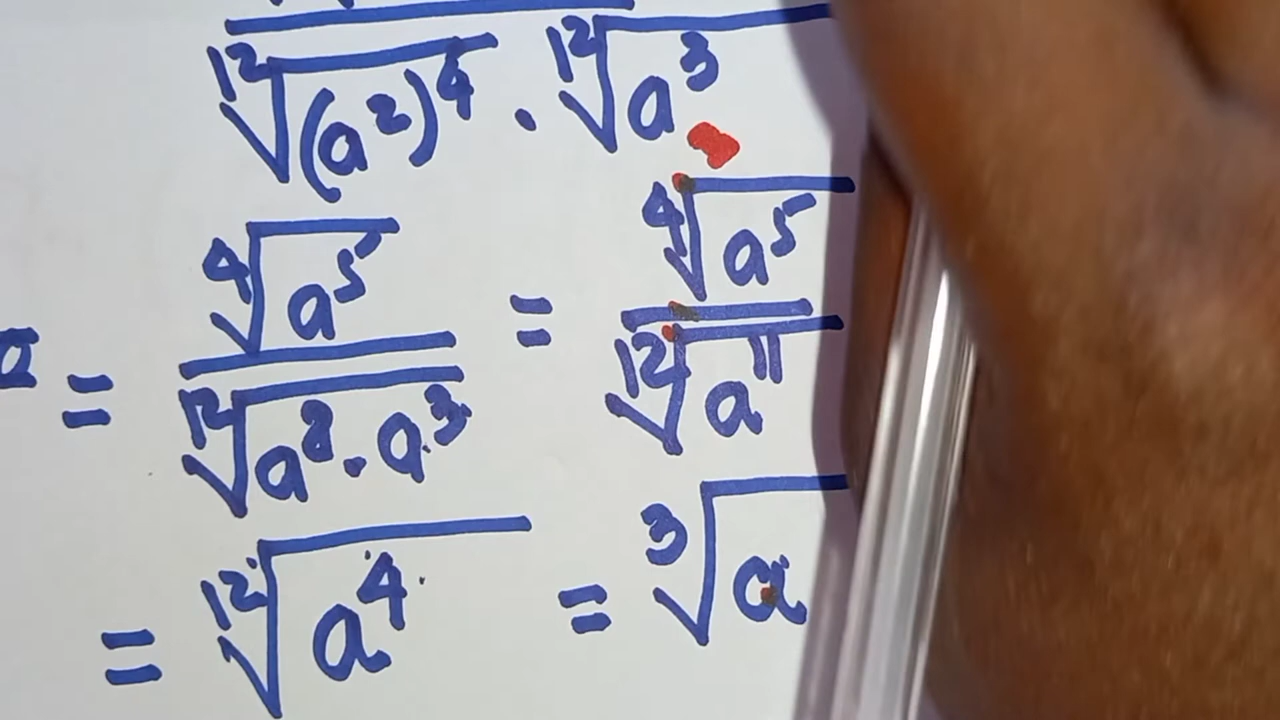 ¹²√(a²)⁴ · ¹²√a³
= ⁴√a⁵ / ¹²√a⁸·a³ = ⁴√a⁵ / ¹²√a¹¹
= ¹²√a⁴ = ³√a